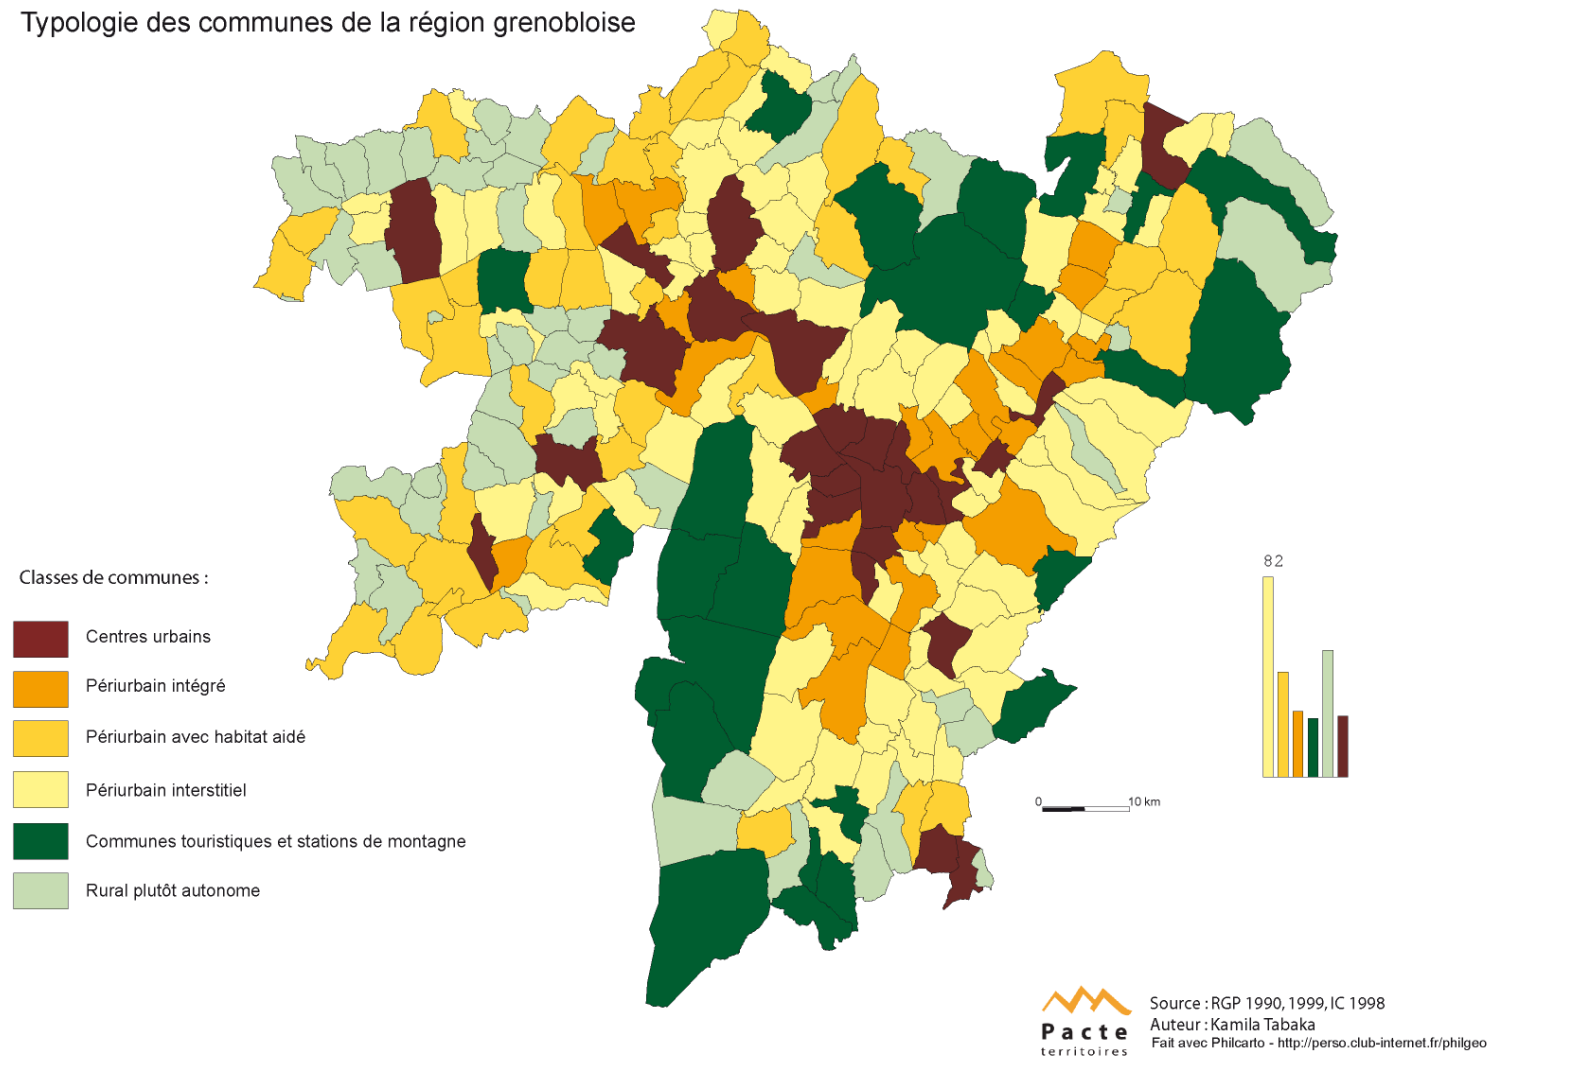 Typologie des communes de la région grenobloise
Classes de communes :
Centres urbains
Périurbain intégré
Périurbain avec habitat aidé
Périurbain interstitiel
Communes touristiques et stations de montagne
Rural plutôt autonome
82
0 10 km
Pacte
territoires
Source : RGP 1990, 1999, IC 1998
Auteur : Kamila Tabaka
Fait avec Philcarto - http://perso.club-internet.fr/philgeo